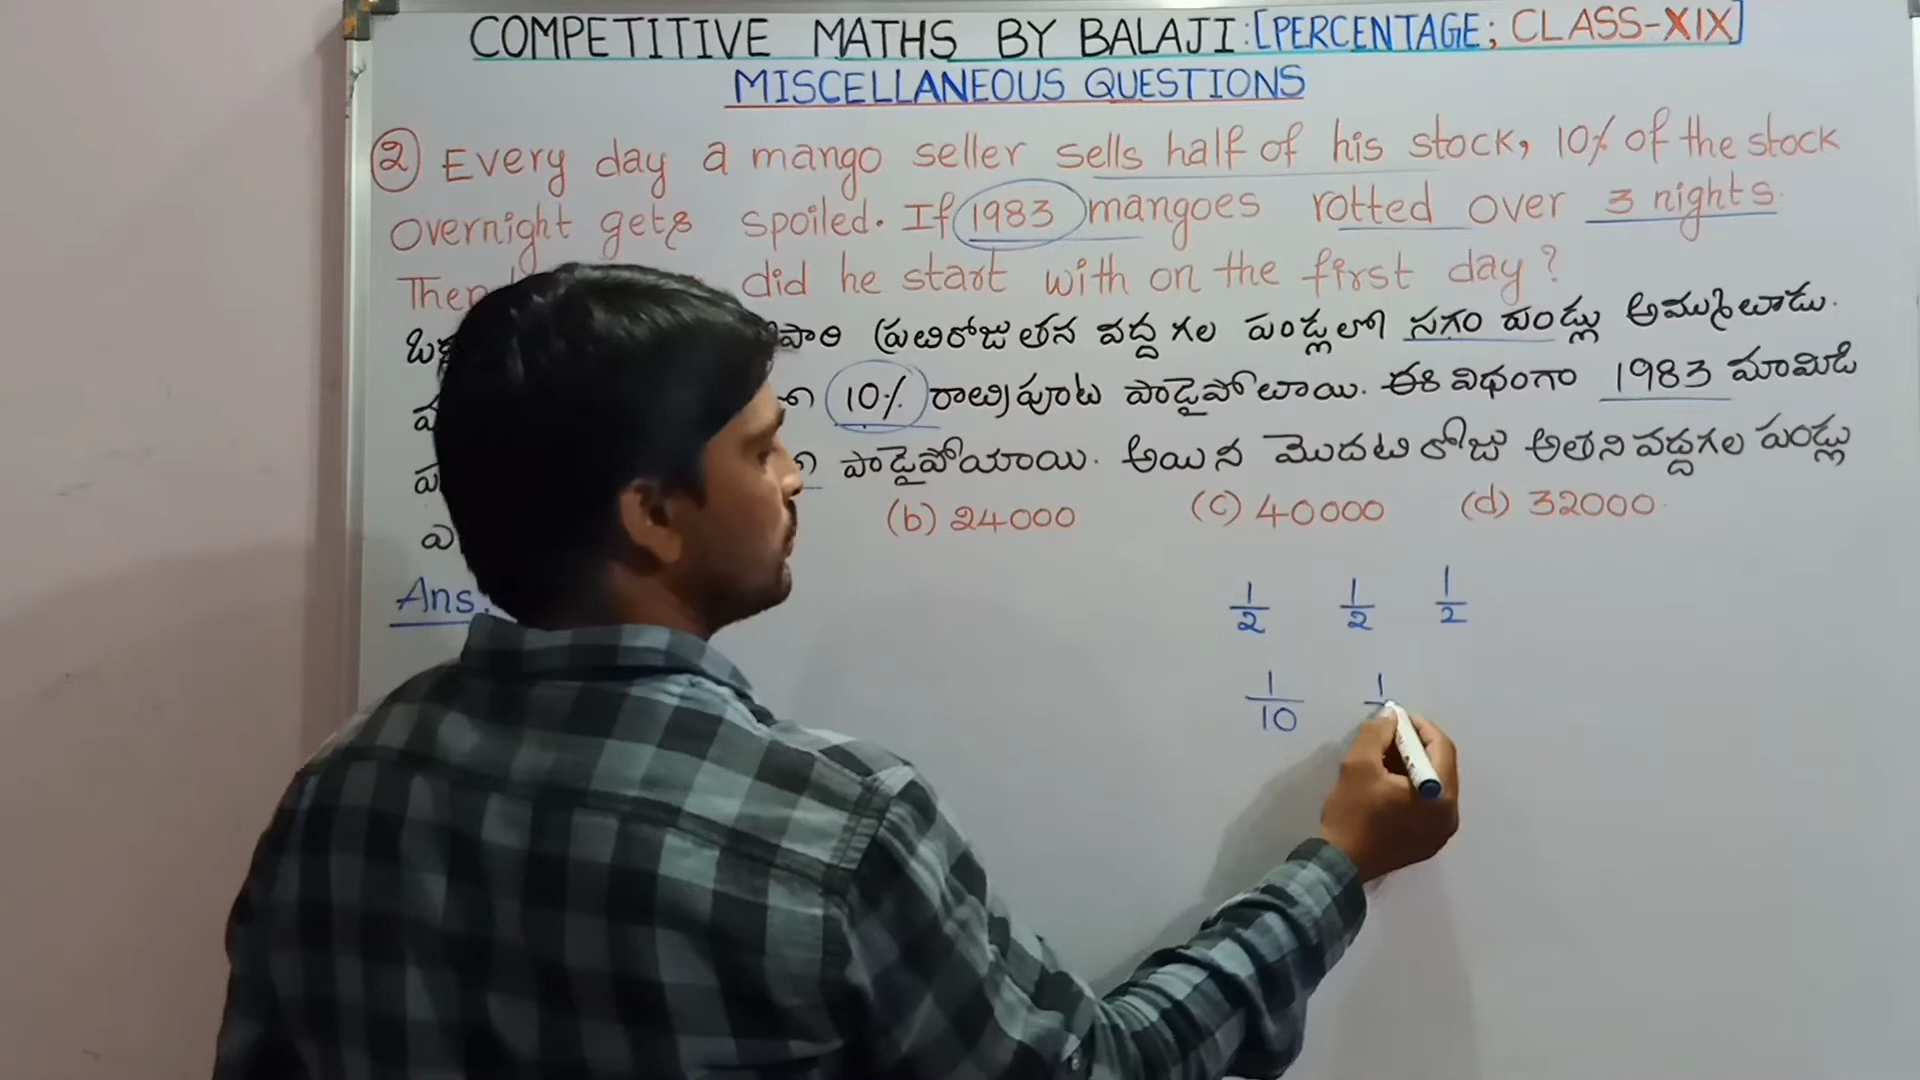 COMPETITIVE MATHS BY BALAJI:[PERCENTAGE; CLASS-XIX]
MISCELLANEOUS QUESTIONS
② Every day a mango seller sells half of his stock, 10% of the stock
overnight gets spoiled. If 1983 mangoes rotted over 3 nights.
Then did he start with on the first day?
ప్రతిరోజు తన వద్ద గల పండ్లలో సగం పండ్లు అమ్ముతాడు.
10% రాత్రి పూట పాడైపోతాయి. ఈ విధంగా 1983 మామిడి
పాడైపోయాయి. అయిన మొదటి రోజు అతని వద్దగల పండ్లు
(b) 24000 (c) 40000 (d) 32000
Ans.
1/2 1/2 1/2
1/10 1